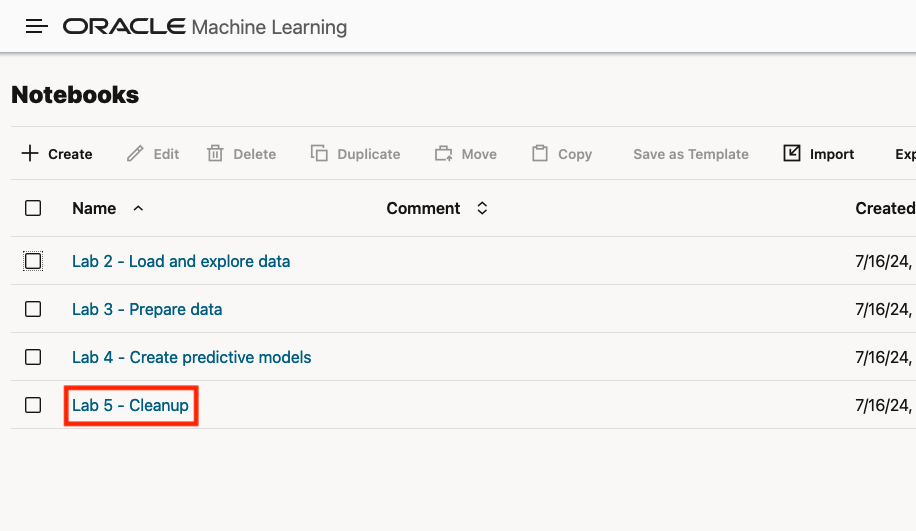 ORACLE Machine Learning
Notebooks
Create Edit Delete Duplicate Move Copy Save as Template Import Exp
Name Comment Created
Lab 2 - Load and explore data 7/16/24,
Lab 3 - Prepare data 7/16/24,
Lab 4 - Create predictive models 7/16/24,
Lab 5 - Cleanup 7/16/24,